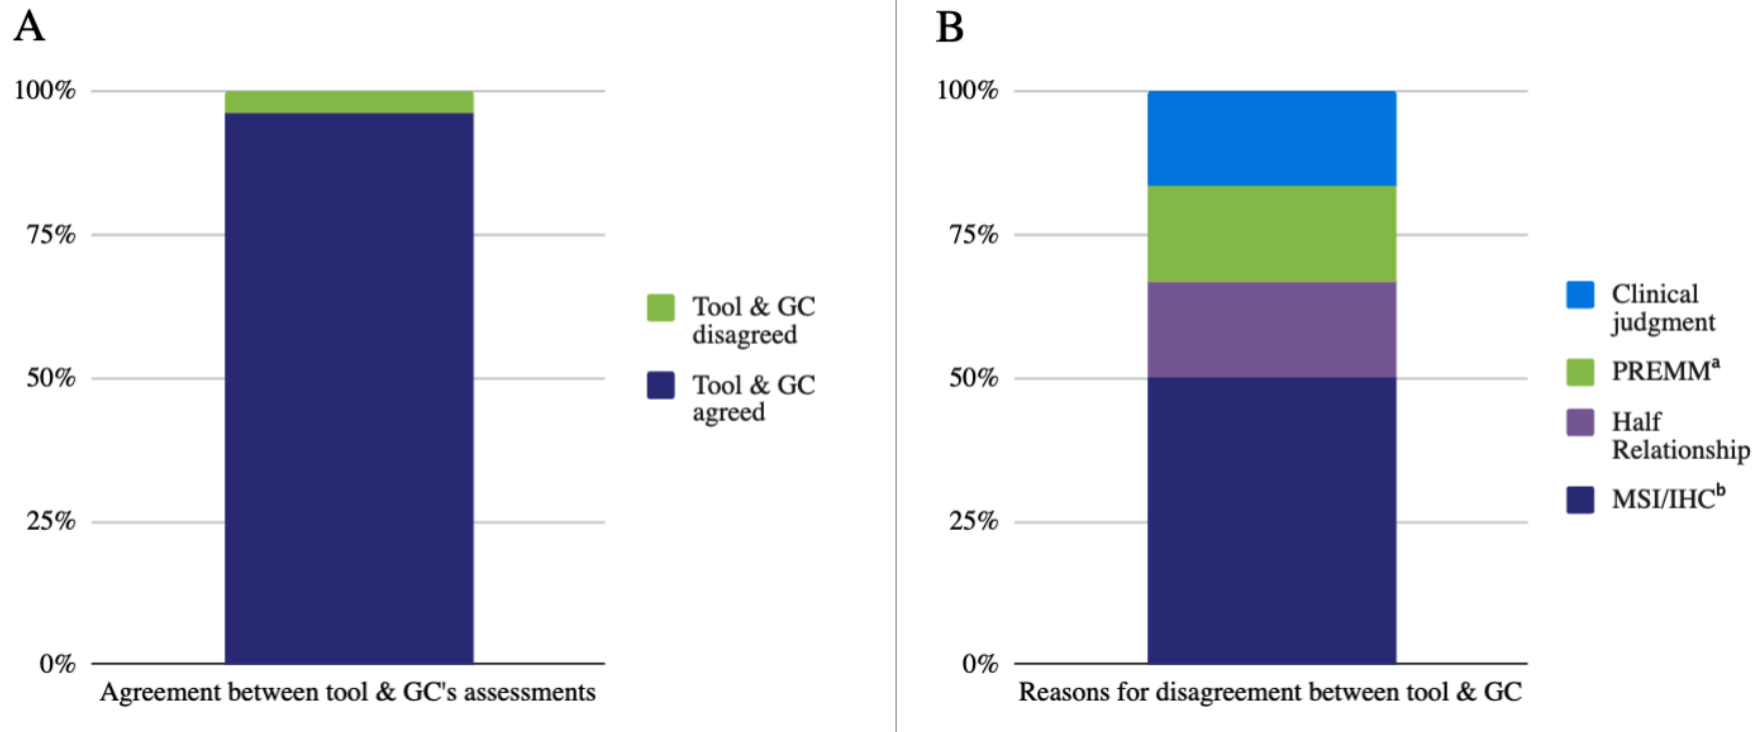 A
100%
75%
50%
25%
0%
Agreement between tool & GC's assessments
Tool & GC
disagreed
Tool & GC
agreed
B
100%
75%
50%
25%
0%
Reasons for disagreement between tool & GC
Clinical
judgment
PREMMᵃ
Half
Relationship
MSI/IHCᵇ